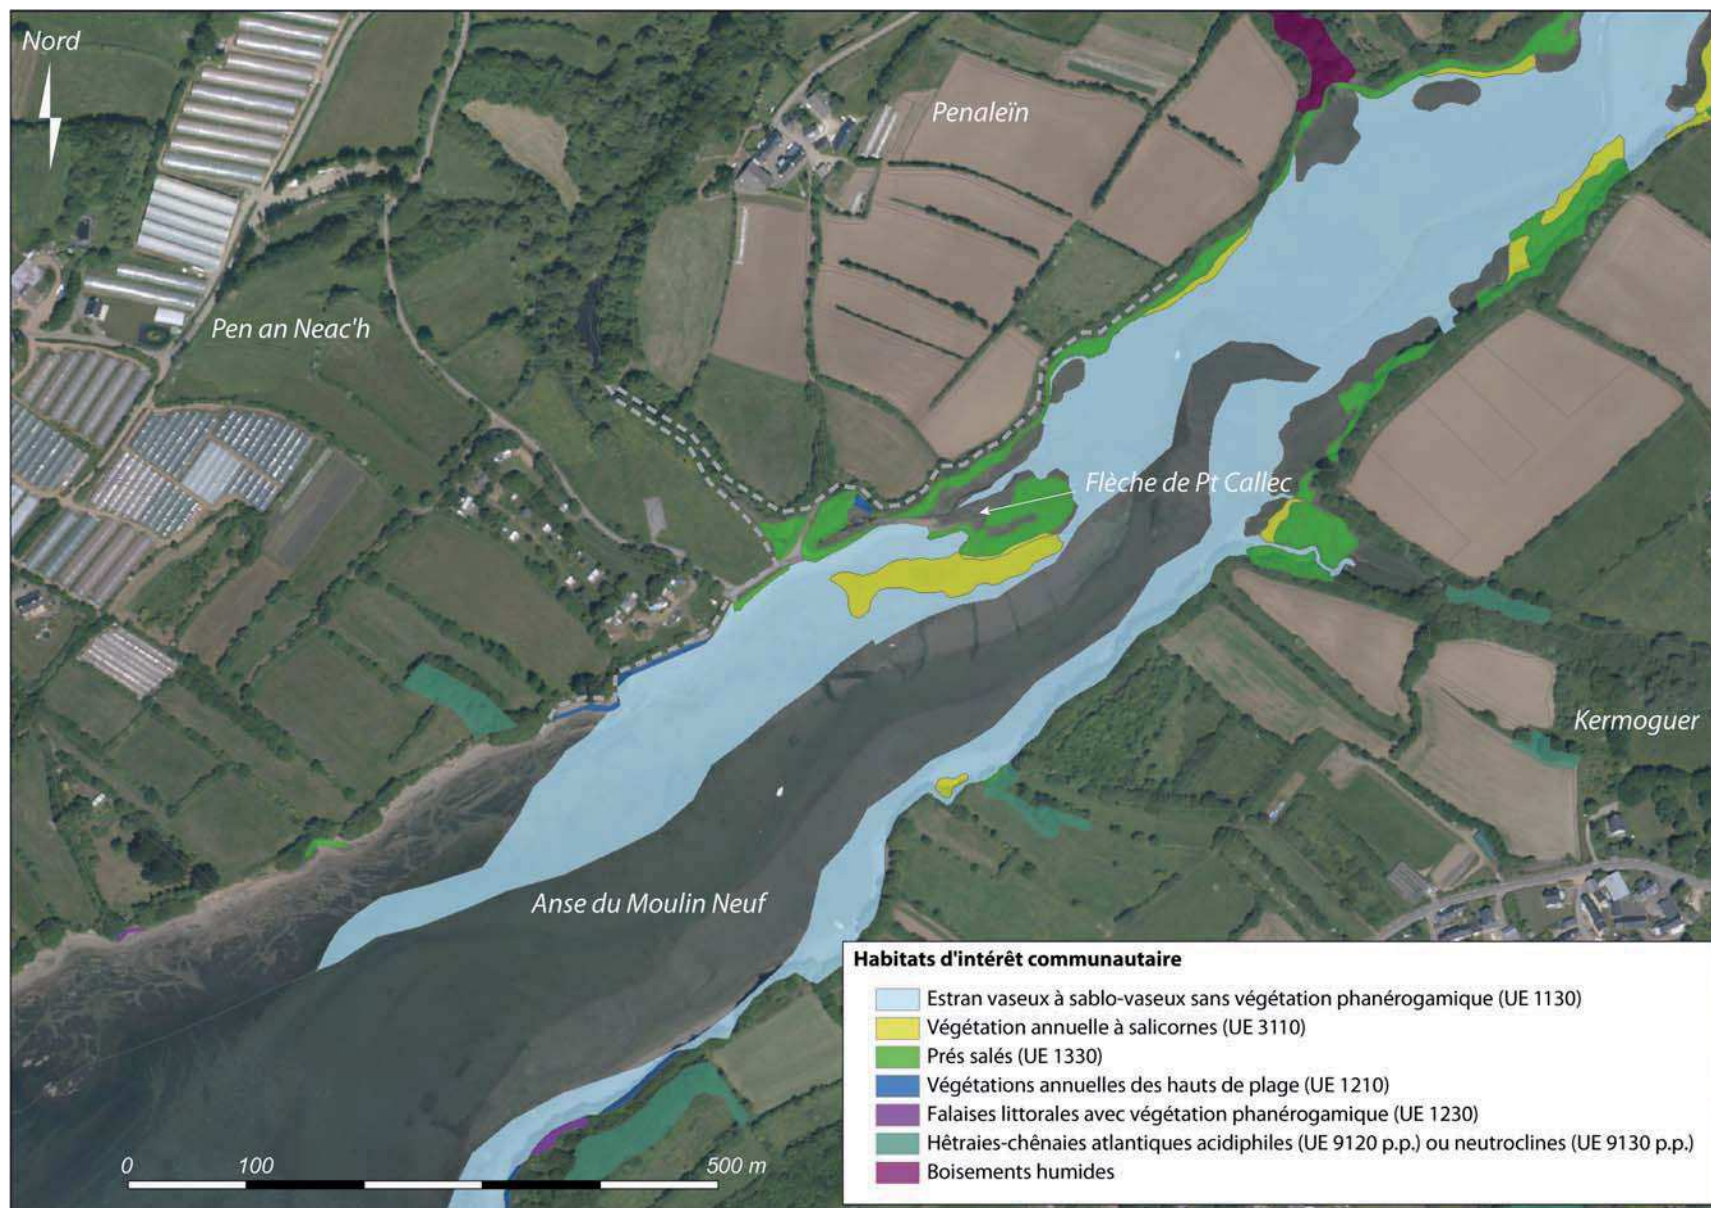 Nord
Penaleïn
Pen an Neac'h
Flèche de Pt Callec
Kermoguer
Anse du Moulin Neuf
Habitats d'intérêt communautaire
Estran vaseux à sablo-vaseux sans végétation phanérogamique (UE 1130)
Végétation annuelle à salicornes (UE 3110)
Prés salés (UE 1330)
Végétations annuelles des hauts de plage (UE 1210)
Falaises littorales avec végétation phanérogamique (UE 1230)
Hêtraies-chênaies atlantiques acidiphiles (UE 9120 p.p.) ou neutroclines (UE 9130 p.p.)
Boisements humides
0 100 500 m